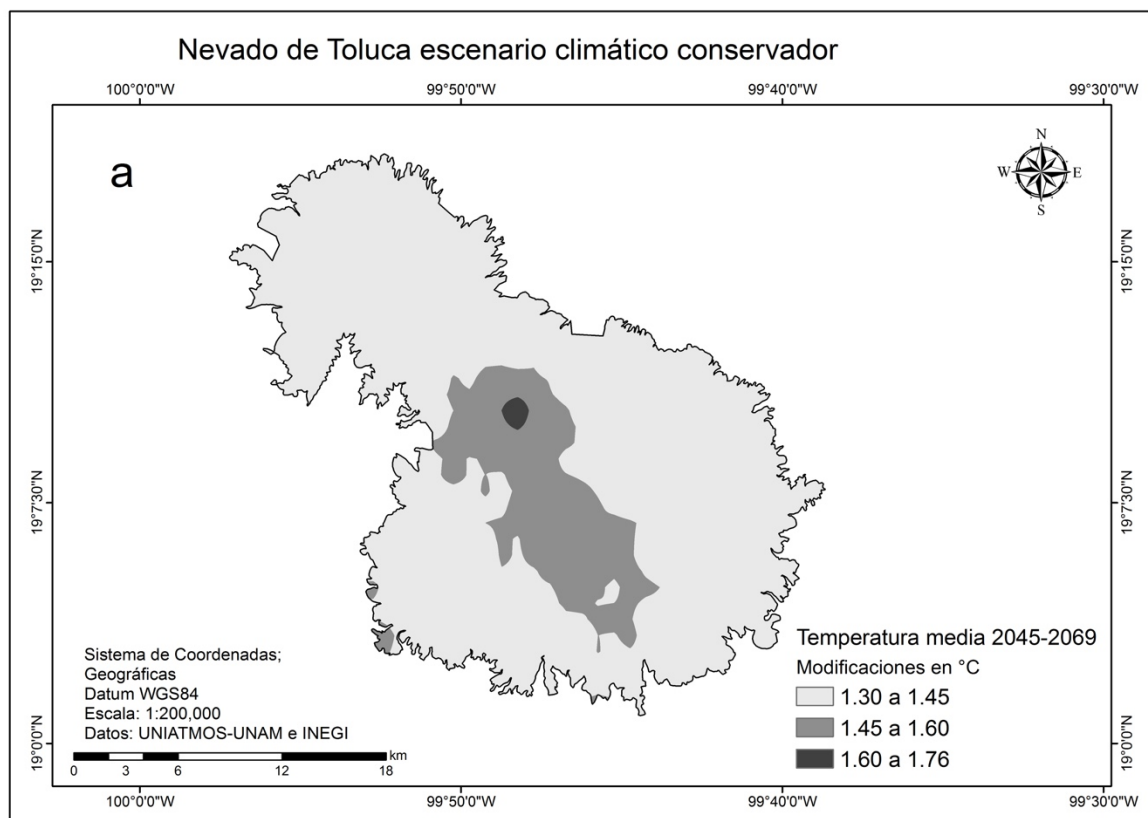 Nevado de Toluca escenario climático conservador
100°0'0"W 99°50'0"W 99°40'0"W 99°30'0"W
a
N
W E
S
19°15'0"N 19°15'0"N
19°7'30"N 19°7'30"N
19°0'0"N 19°0'0"N
Sistema de Coordenadas;
Geográficas
Datum WGS84
Escala: 1:200,000
Datos: UNIATMOS-UNAM e INEGI
km
0 3 6 12 18
Temperatura media 2045-2069
Modificaciones en °C
1.30 a 1.45
1.45 a 1.60
1.60 a 1.76
100°0'0"W 99°50'0"W 99°40'0"W 99°30'0"W